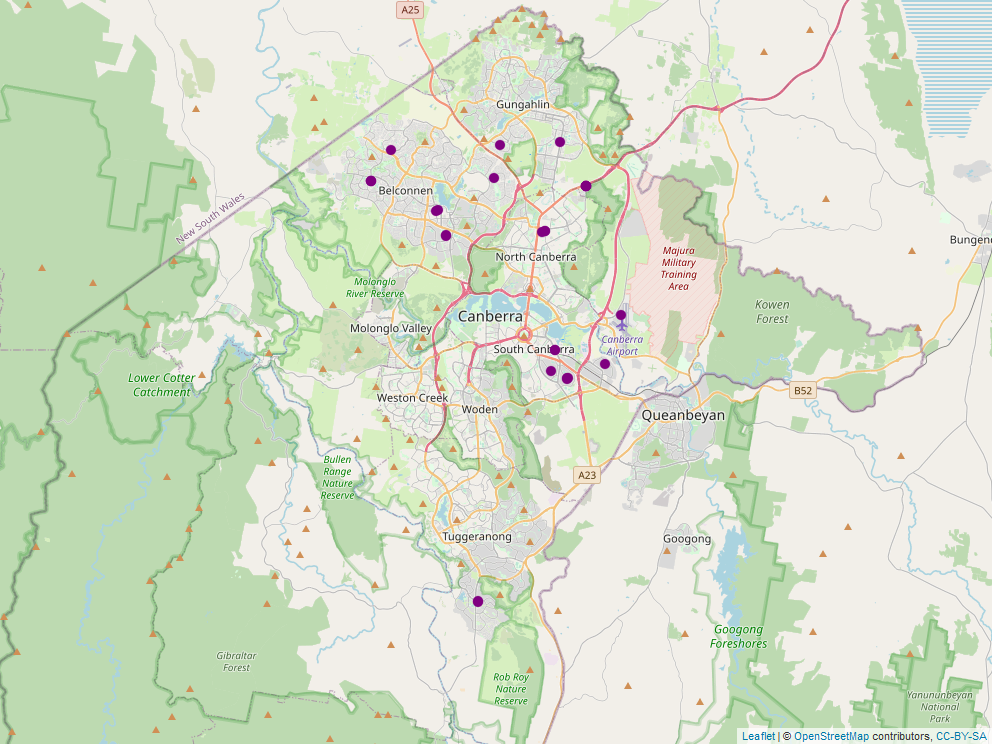 A25
Gungahlin
Belconnen
New South Wales
Bungend
North Canberra
Majura
Military
Training
Area
Molonglo
River Reserve
Kowen
Forest
Canberra
Molonglo Valley
South Canberra
Canberra
Airport
Lower Cotter
Catchment
B52
Weston Creek
Woden
Queanbeyan
Bullen
Range
Nature
Reserve
A23
Tuggeranong
Googong
Googong
Foreshores
Gibraltar
Forest
Rob Roy
Nature
Reserve
Yanununbeyan
National
Park
Leaflet | © OpenStreetMap contributors, CC-BY-SA